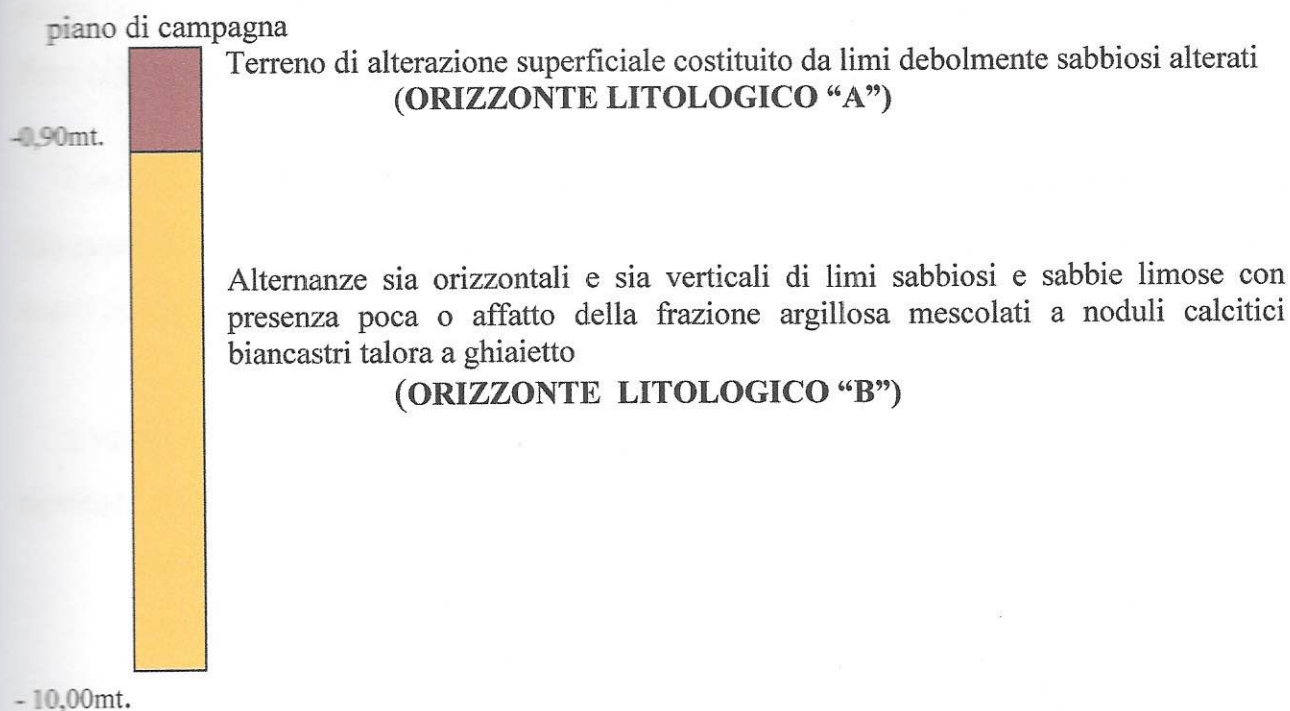 piano di campagna
Terreno di alterazione superficiale costituito da limi debolmente sabbiosi alterati
(ORIZZONTE LITOLOGICO “A”)
-0,90mt.
Alternanze sia orizzontali e sia verticali di limi sabbiosi e sabbie limose con
presenza poca o affatto della frazione argillosa mescolati a noduli calcitici
biancastri talora a ghiaietto
(ORIZZONTE LITOLOGICO “B”)
- 10,00mt.